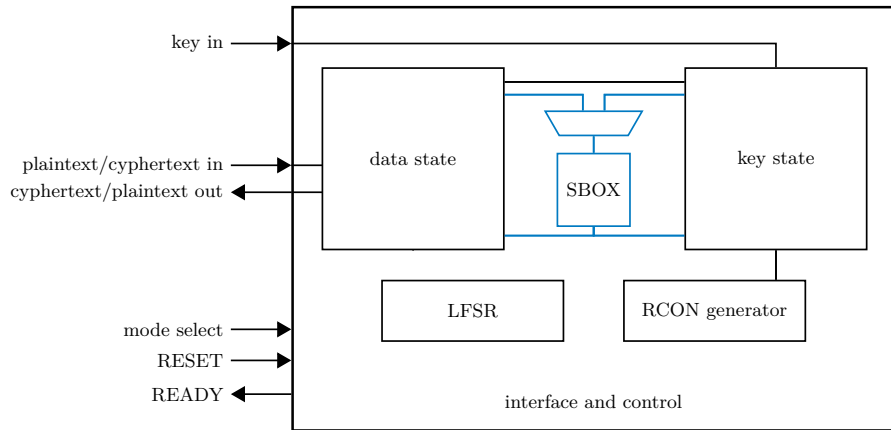 key in
data state
key state
plaintext/cyphertext in
cyphertext/plaintext out
SBOX
LFSR
RCON generator
mode select
RESET
READY
interface and control